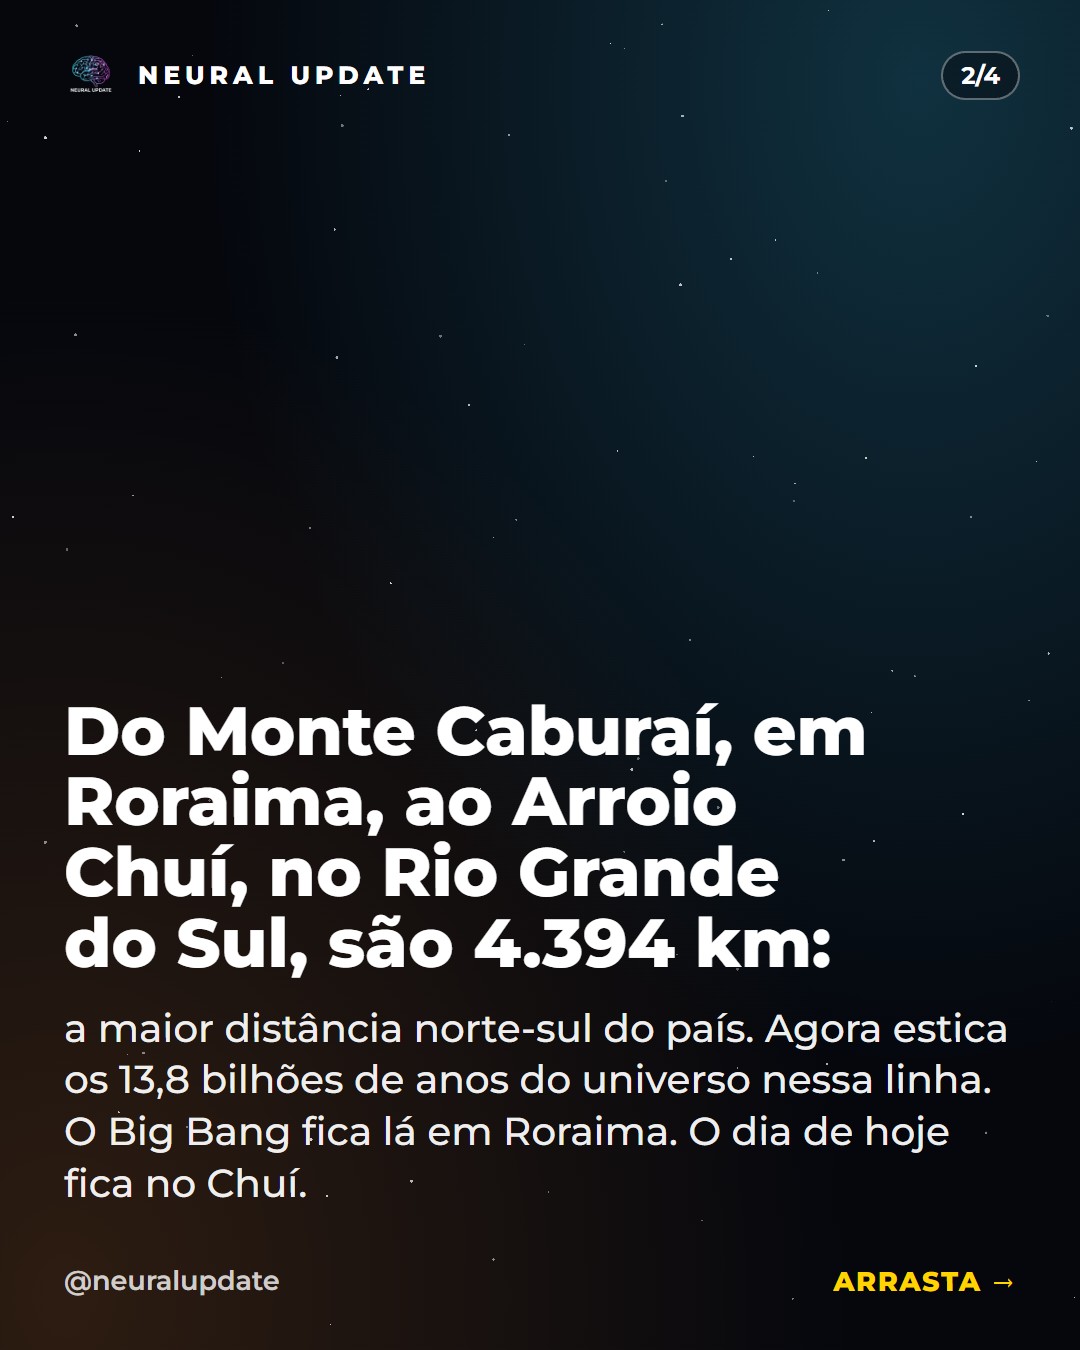 NEURAL UPDATE
NEURAL UPDATE
2/4
Do Monte Caburaí, em
Roraima, ao Arroio
Chuí, no Rio Grande
do Sul, são 4.394 km:
a maior distância norte-sul do país. Agora estica
os 13,8 bilhões de anos do universo nessa linha.
O Big Bang fica lá em Roraima. O dia de hoje
fica no Chuí.
@neuralupdate
ARRASTA →